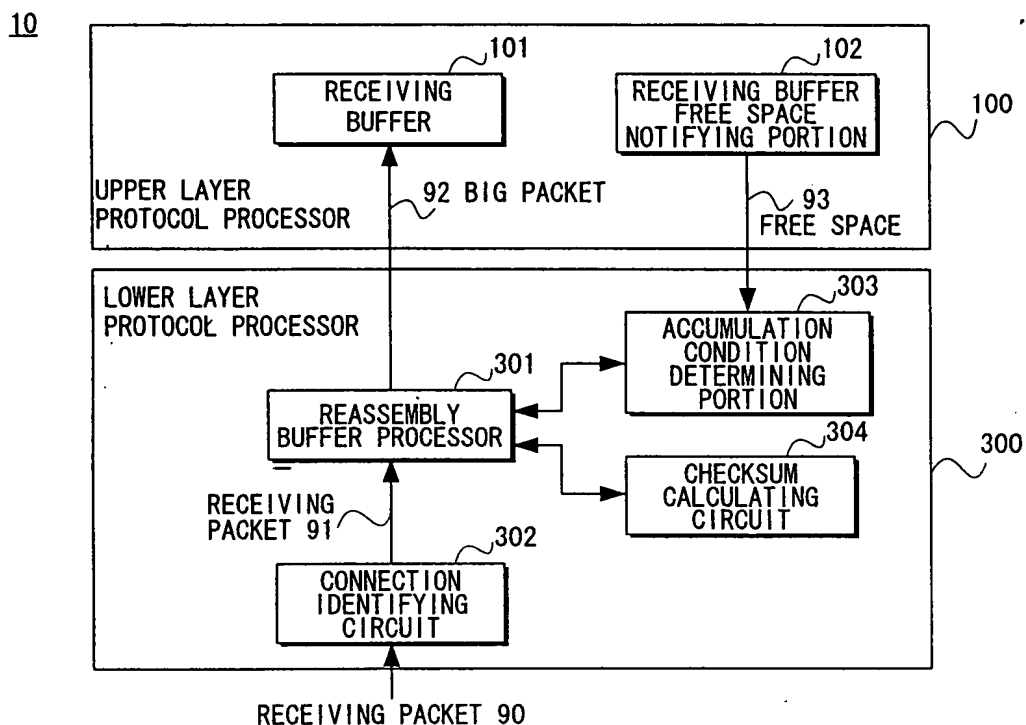 10
101
102
RECEIVING
BUFFER
RECEIVING BUFFER
FREE SPACE
NOTIFYING PORTION
100
UPPER LAYER
PROTOCOL PROCESSOR
92 BIG PACKET
93
FREE SPACE
LOWER LAYER
PROTOCOL PROCESSOR
303
ACCUMULATION
CONDITION
DETERMINING
PORTION
301
REASSEMBLY
BUFFER PROCESSOR
304
CHECKSUM
CALCULATING
CIRCUIT
300
RECEIVING
PACKET 91
302
CONNECTION
IDENTIFYING
CIRCUIT
RECEIVING PACKET 90